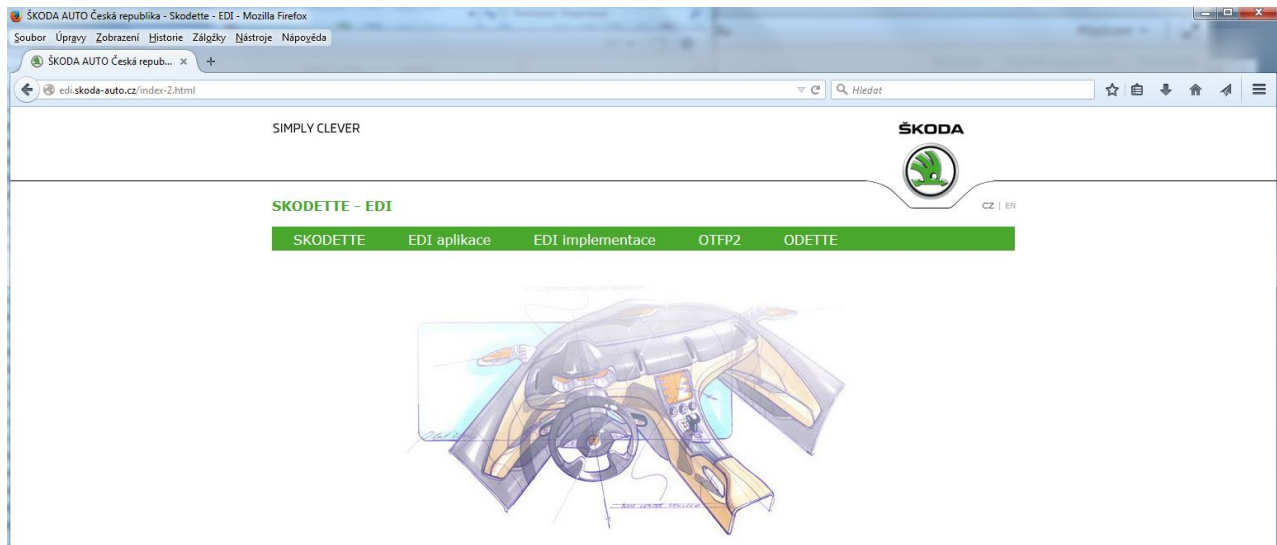 ŠKODA AUTO Česká republika - Skodette - EDI - Mozilla Firefox
Soubor Úpravy Zobrazení Historie Záložky Nástroje Nápověda
ŠKODA AUTO Česká repub... × +
edi.skoda-auto.cz/index-2.html
Hledat
SIMPLY CLEVER
ŠKODA
SKODETTE - EDI
CZ | EN
SKODETTE EDI aplikace EDI implementace OTFP2 ODETTE